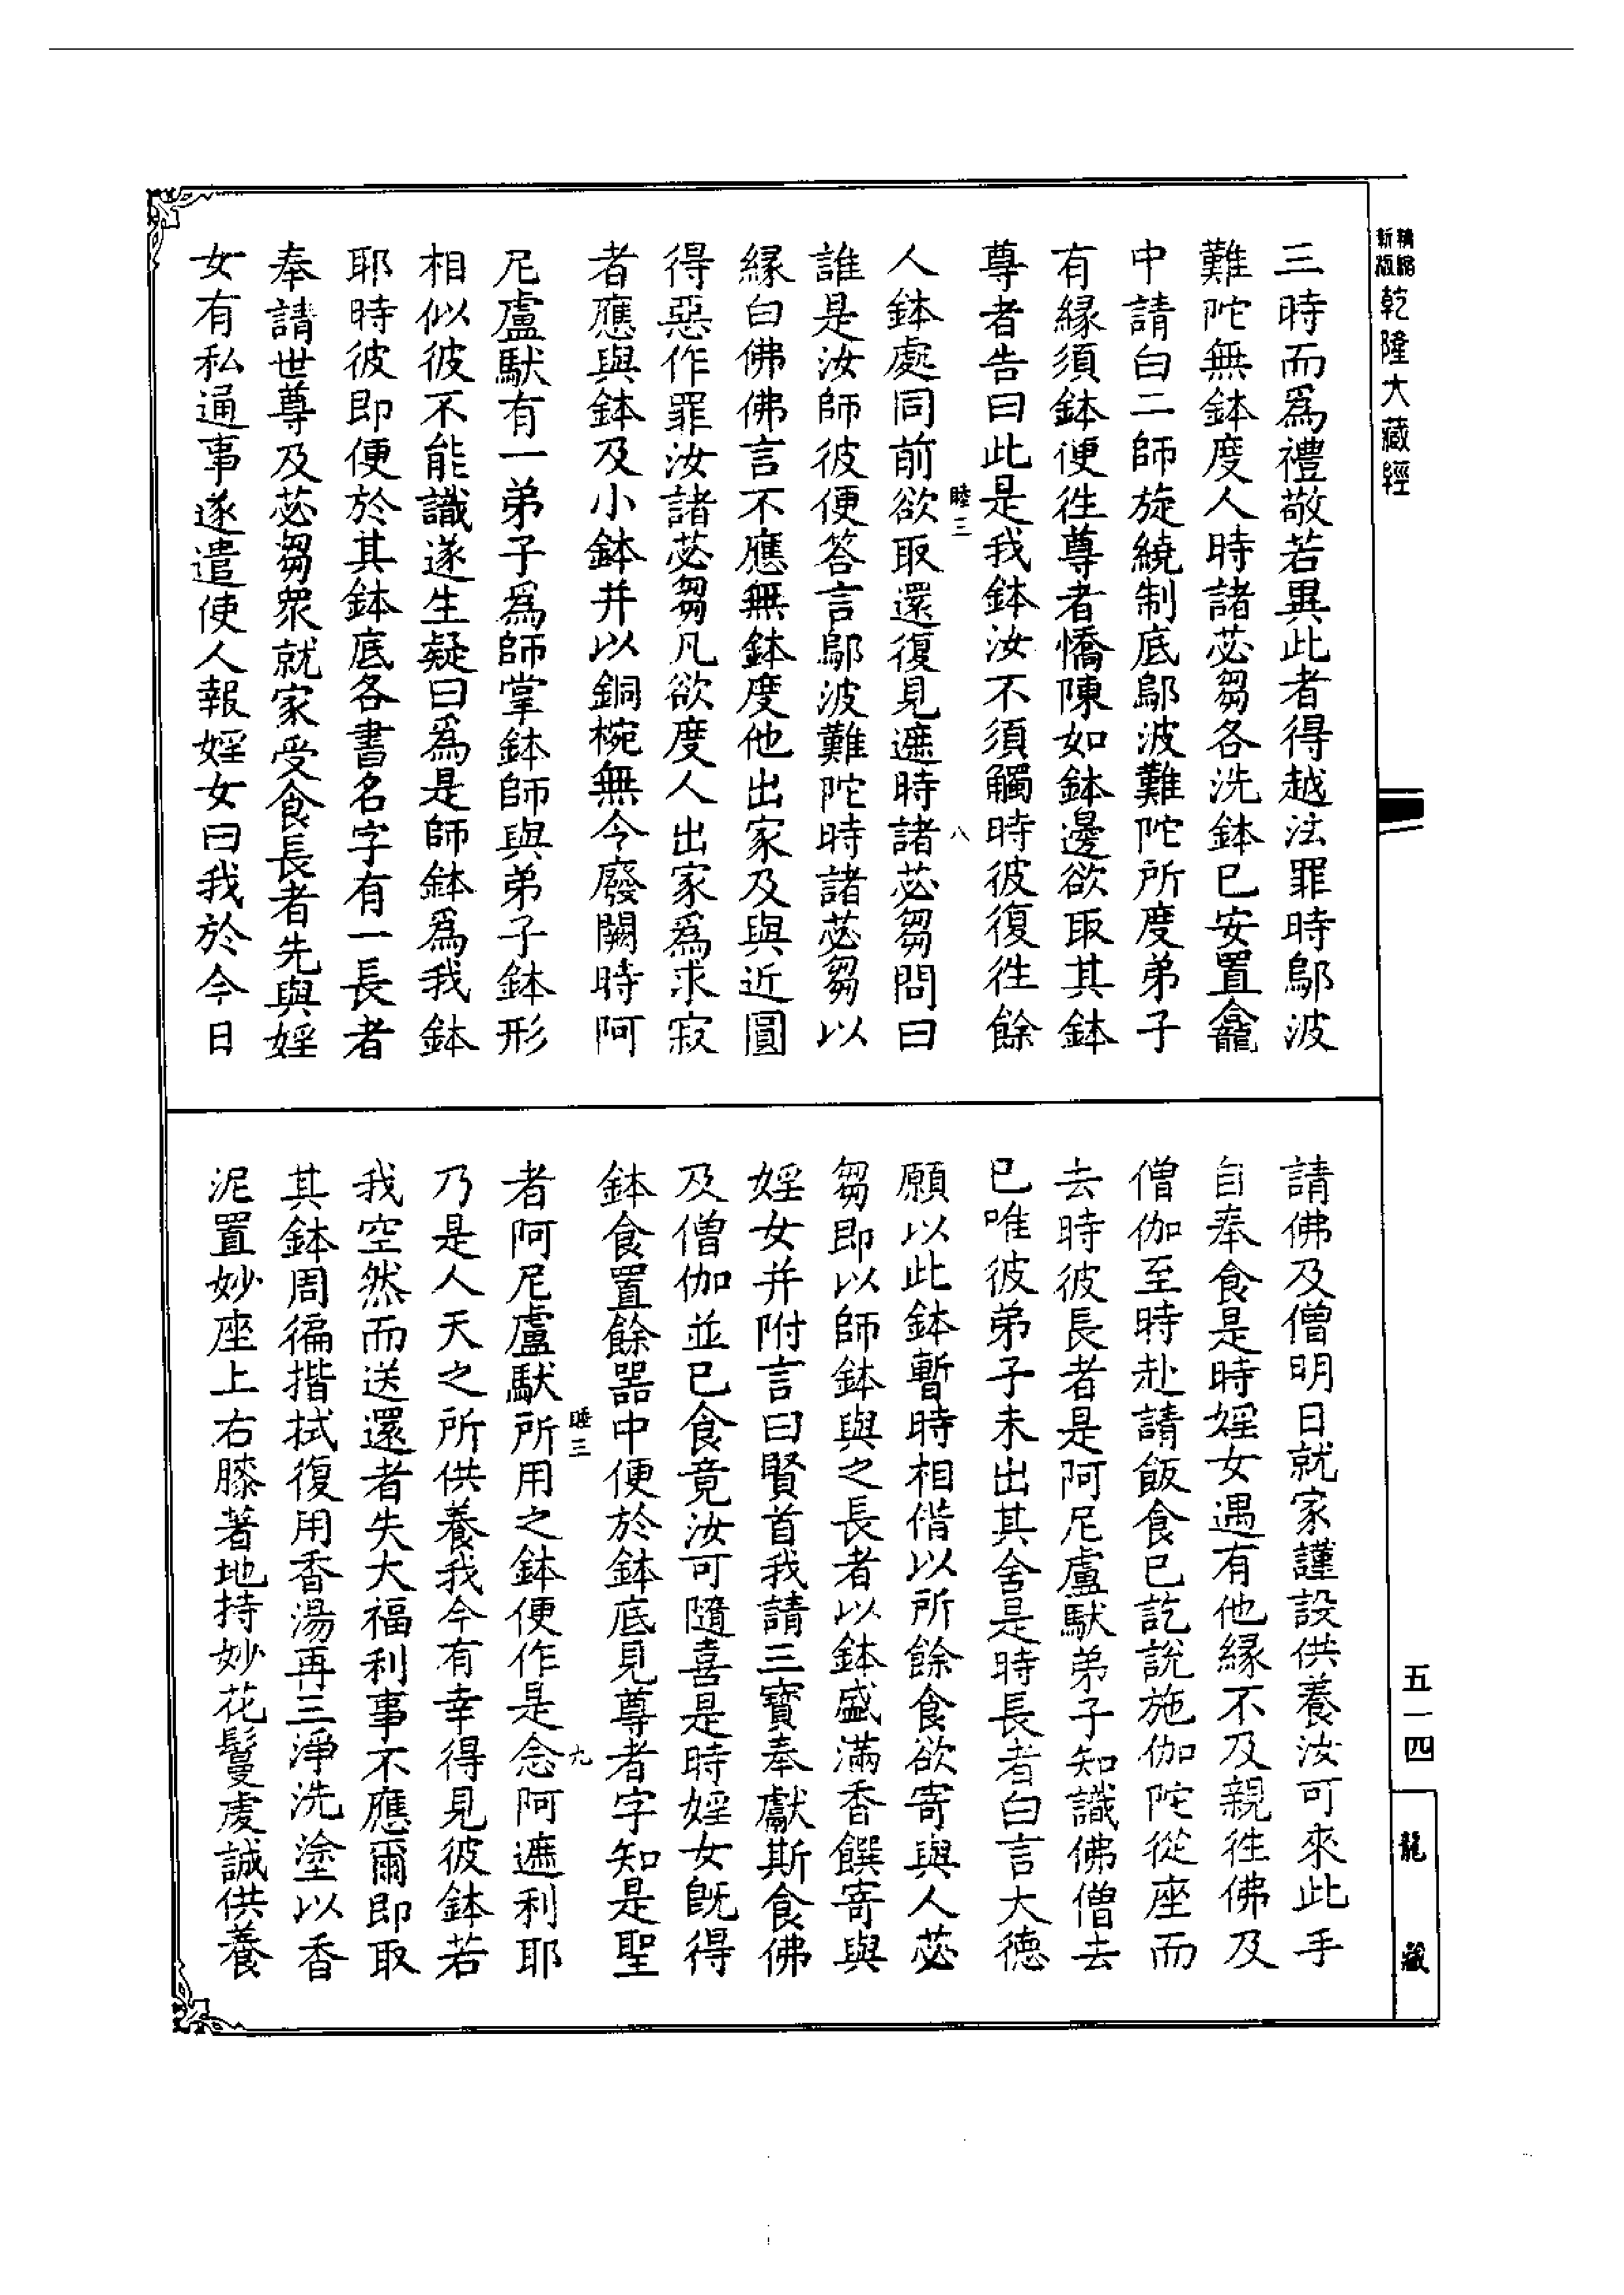 精縮新版乾隆大藏經
三時而爲禮敬若異此者得越法罪時鄔波
難陀無鉢度人時諸苾芻各洗鉢已安置龕
中請白二師旋繞制底鄔波難陀所度弟子
有緣須鉢便徃尊者憍陳如鉢邊欲取其鉢
尊者告曰此是我鉢汝不須觸時彼復徃餘
睦三
八
人鉢處同前欲取還復見遮時諸苾芻問曰
誰是汝師彼便答言鄔波難陀時諸苾芻以
緣白佛佛言不應無鉢度他出家及與近圓
得惡作罪汝諸苾芻凡欲度人出家爲求寂
者應與鉢及小鉢并以銅椀無令廢闕時阿
尼盧馱有一弟子爲師掌鉢師與弟子鉢形
相似彼不能識遂生疑曰爲是師鉢爲我鉢
耶時彼即便於其鉢底各書名字有一長者
奉請世尊及苾芻眾就家受食長者先與婬
女有私通事遂遣使人報婬女曰我於今日
請佛及僧明日就家謹設供養汝可來此手
自奉食是時婬女遇有他緣不及親徃佛及
僧伽至時赴請飯食已訖說施伽陀從座而
去時彼長者是阿尼盧馱弟子知識佛僧去
已唯彼弟子未出其舍是時長者白言大德
願以此鉢暫時相偕以所餘食欲寄與人苾
芻即以師鉢與之長者以鉢盛滿香饌寄與
婬女并附言曰賢首我請三寶奉獻斯食佛
及僧伽並已食竟汝可隨喜是時婬女旣得
鉢食置餘器中便於鉢底見尊者字知是聖
睡三
九
者阿尼盧馱所用之鉢便作是念阿遮利耶
乃是人天之所供養我今有幸得見彼鉢若
我空然而送還者失大福利事不應爾即取
其鉢周徧揩拭復用香湯再三淨洗塗以香
泥置妙座上右膝著地持妙花鬘虔誠供養
五一四
龍藏